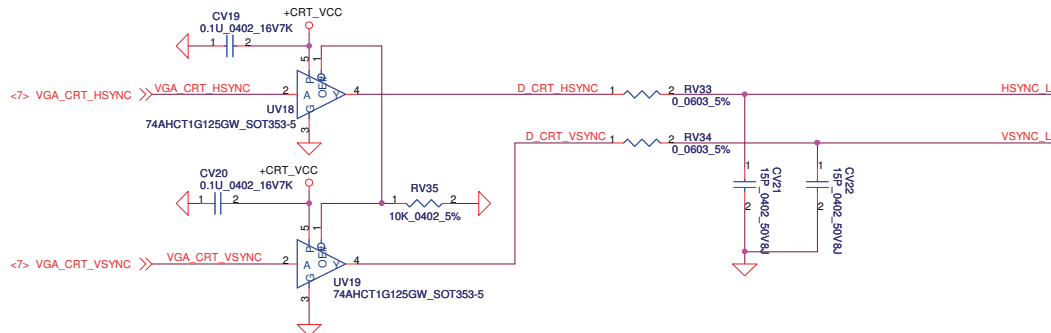 CV19
0.1U_0402_16V7K
+CRT_VCC
1
2
5
1
<7> VGA_CRT_HSYNC
VGA_CRT_HSYNC
2
A
P
OE#
Y
G
4
UV18
74AHCT1G125GW_SOT353-5
3
D_CRT_HSYNC
1
2
RV33
0_0603_5%
HSYNC_L
D_CRT_VSYNC
1
2
RV34
0_0603_5%
VSYNC_L
CV20
0.1U_0402_16V7K
+CRT_VCC
1
2
RV35
1
2
10K_0402_5%
1
2
CV21
15P_0402_50V8J
1
2
CV22
15P_0402_50V8J
5
1
<7> VGA_CRT_VSYNC
VGA_CRT_VSYNC
2
A
P
OE#
Y
G
4
UV19
74AHCT1G125GW_SOT353-5
3